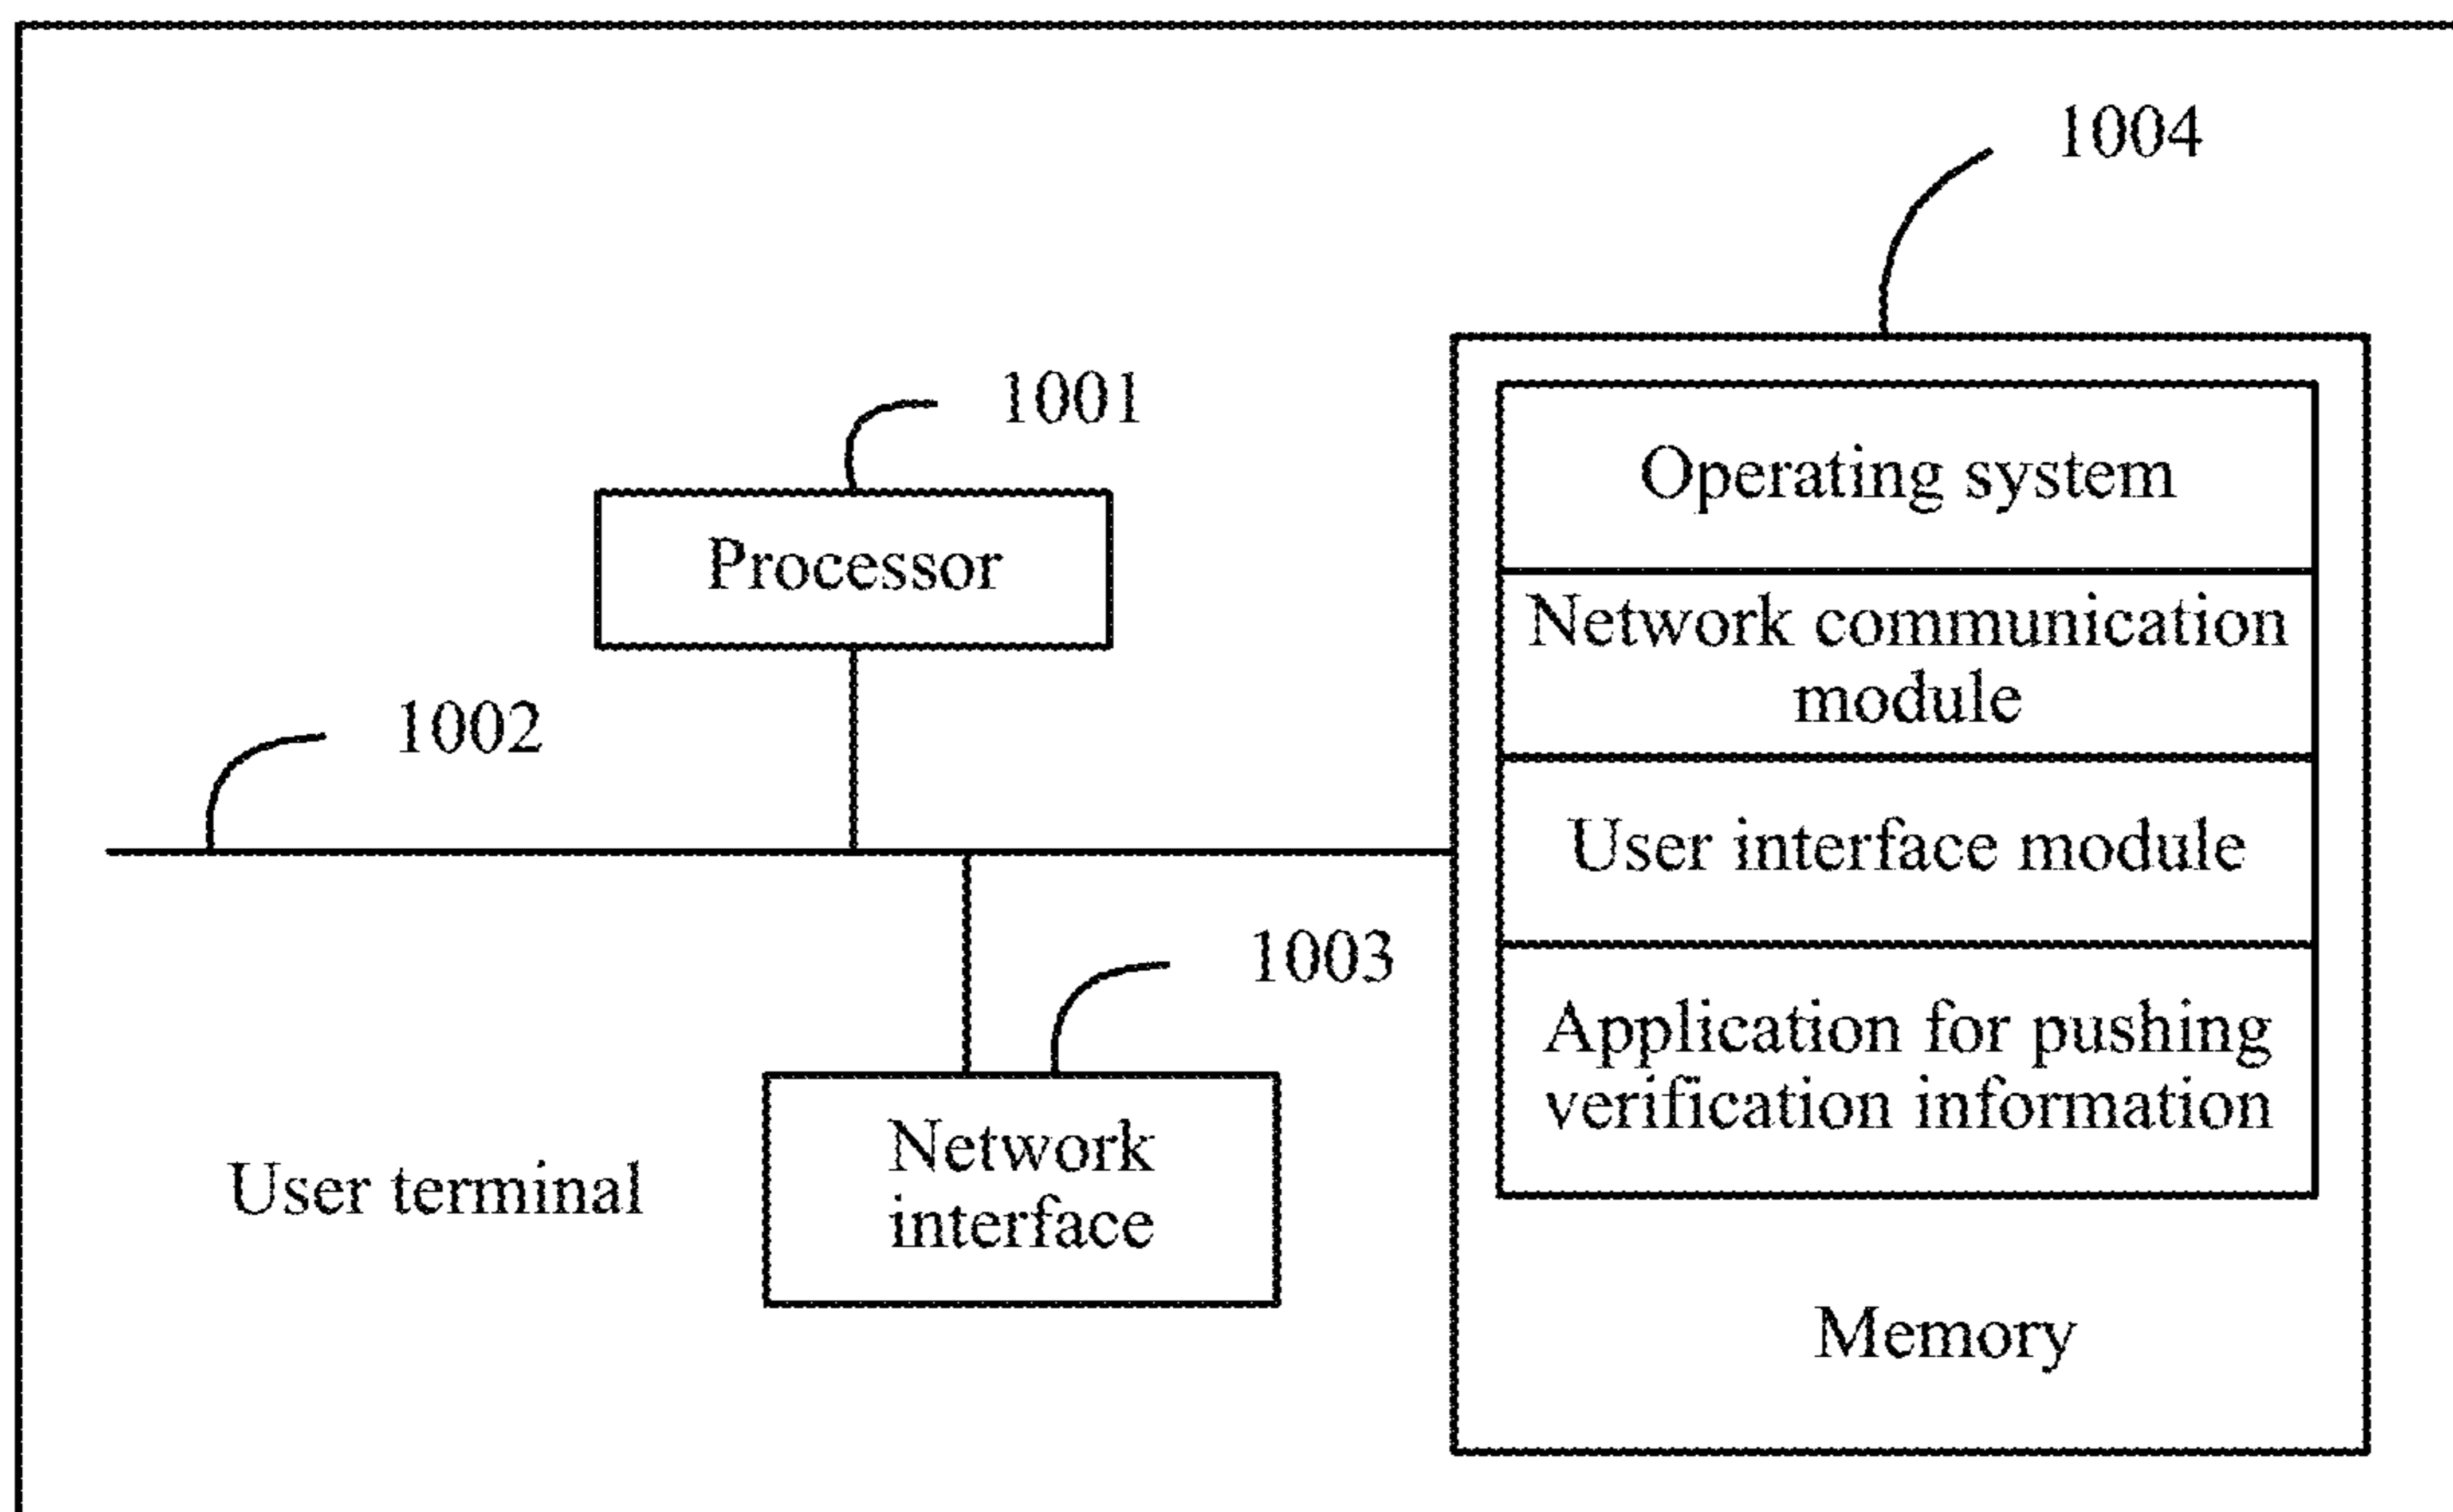 1004
1001
Operating system
Processor
Network communication
module
1002
User interface module
1003
Application for pushing
verification information
Network
interface
User terminal
Memory